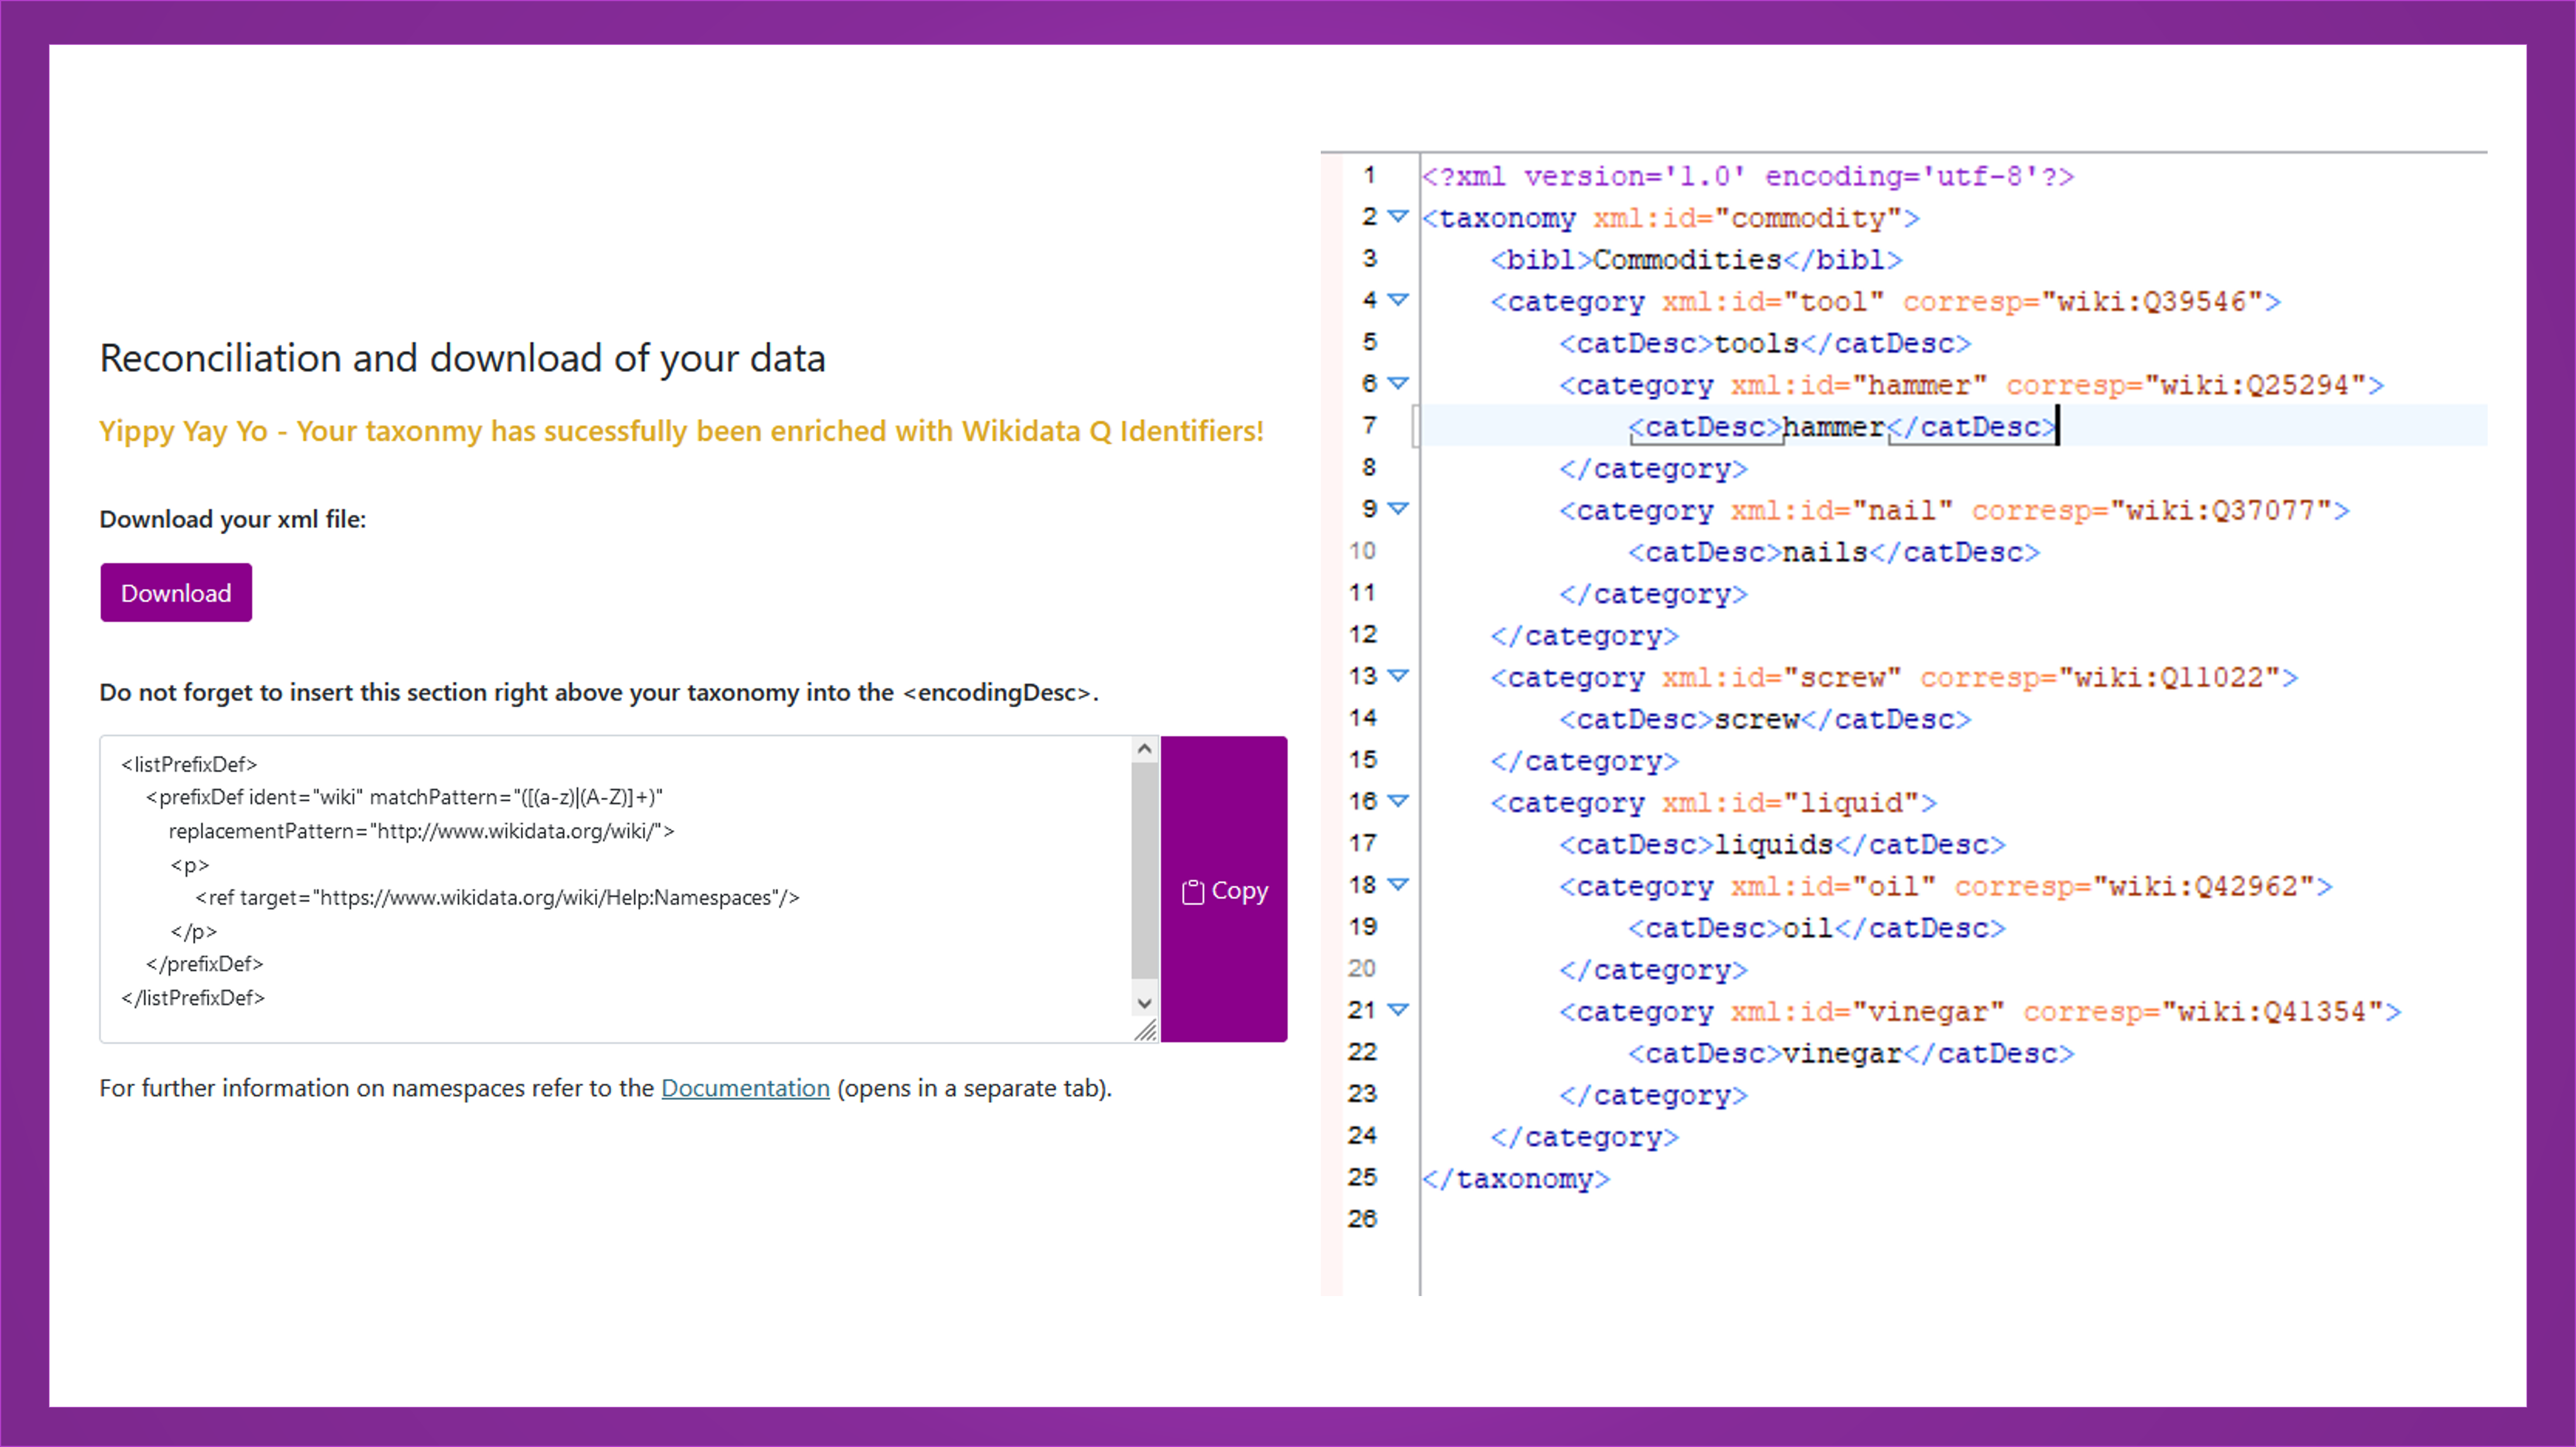 Reconciliation and download of your data
Yippy Yay Yo - Your taxonmy has sucessfully been enriched with Wikidata Q Identifiers!
Download your xml file:
Download
Do not forget to insert this section right above your taxonomy into the <encodingDesc>.
<listPrefixDef>
<prefixDef ident="wiki" matchPattern="([(a-z)|(A-Z)]+)"
replacementPattern="http://www.wikidata.org/wiki/">
<p>
<ref target="https://www.wikidata.org/wiki/Help:Namespaces"/>
</p>
</prefixDef>
</listPrefixDef>
Copy
For further information on namespaces refer to the Documentation (opens in a separate tab).
1 <?xml version='1.0' encoding='utf-8'?>
2 <taxonomy xml:id="commodity">
3 <bibl>Commodities</bibl>
4 <category xml:id="tool" corresp="wiki:Q39546">
5 <catDesc>tools</catDesc>
6 <category xml:id="hammer" corresp="wiki:Q25294">
7 <catDesc>hammer</catDesc>
8 </category>
9 <category xml:id="nail" corresp="wiki:Q37077">
10 <catDesc>nails</catDesc>
11 </category>
12 </category>
13 <category xml:id="screw" corresp="wiki:Q11022">
14 <catDesc>screw</catDesc>
15 </category>
16 <category xml:id="liquid">
17 <catDesc>liquids</catDesc>
18 <category xml:id="oil" corresp="wiki:Q42962">
19 <catDesc>oil</catDesc>
20 </category>
21 <category xml:id="vinegar" corresp="wiki:Q41354">
22 <catDesc>vinegar</catDesc>
23 </category>
24 </category>
25 </taxonomy>
26